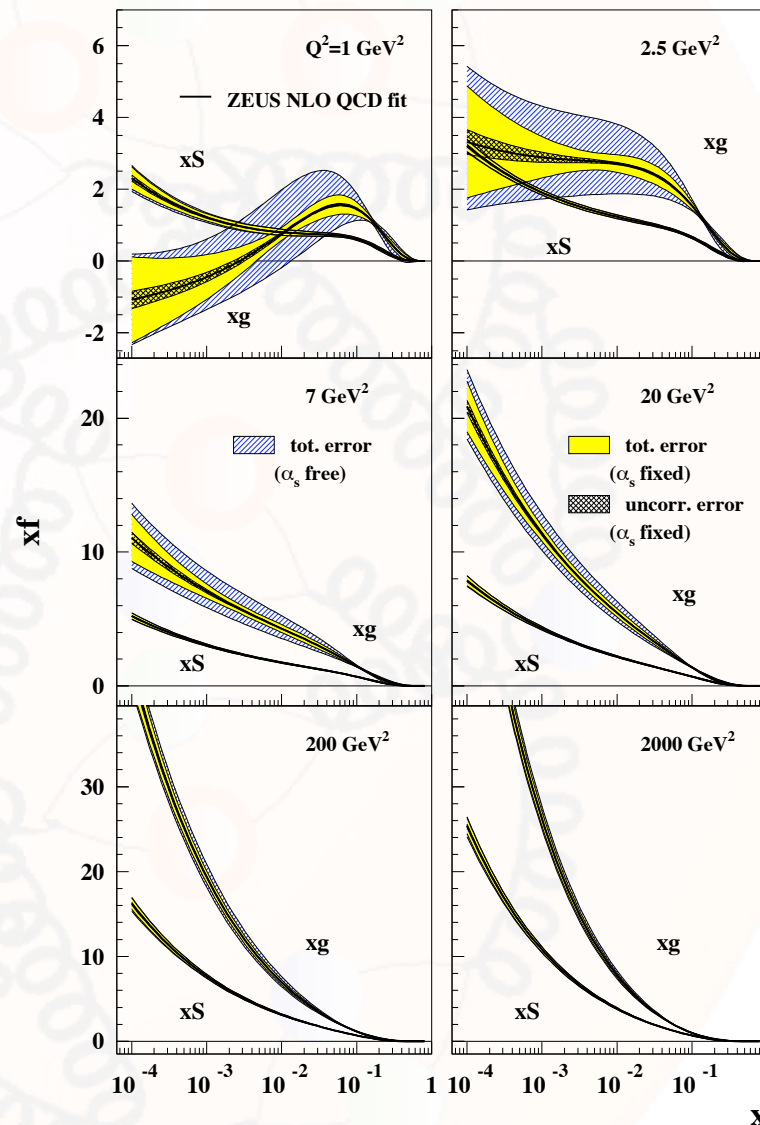 Q²=1 GeV²
2.5 GeV²
ZEUS NLO QCD fit
xS
xg
xg
xS
6
4
2
0
-2
7 GeV²
20 GeV²
tot. error
(αs free)
tot. error
(αs fixed)
uncorr. error
(αs fixed)
xf
xg
xS
xg
xS
20
10
0
200 GeV²
2000 GeV²
xg
xS
xg
xS
30
20
10
0
10⁻⁴ 10⁻³ 10⁻² 10⁻¹ 1 10⁻⁴ 10⁻³ 10⁻² 10⁻¹
x